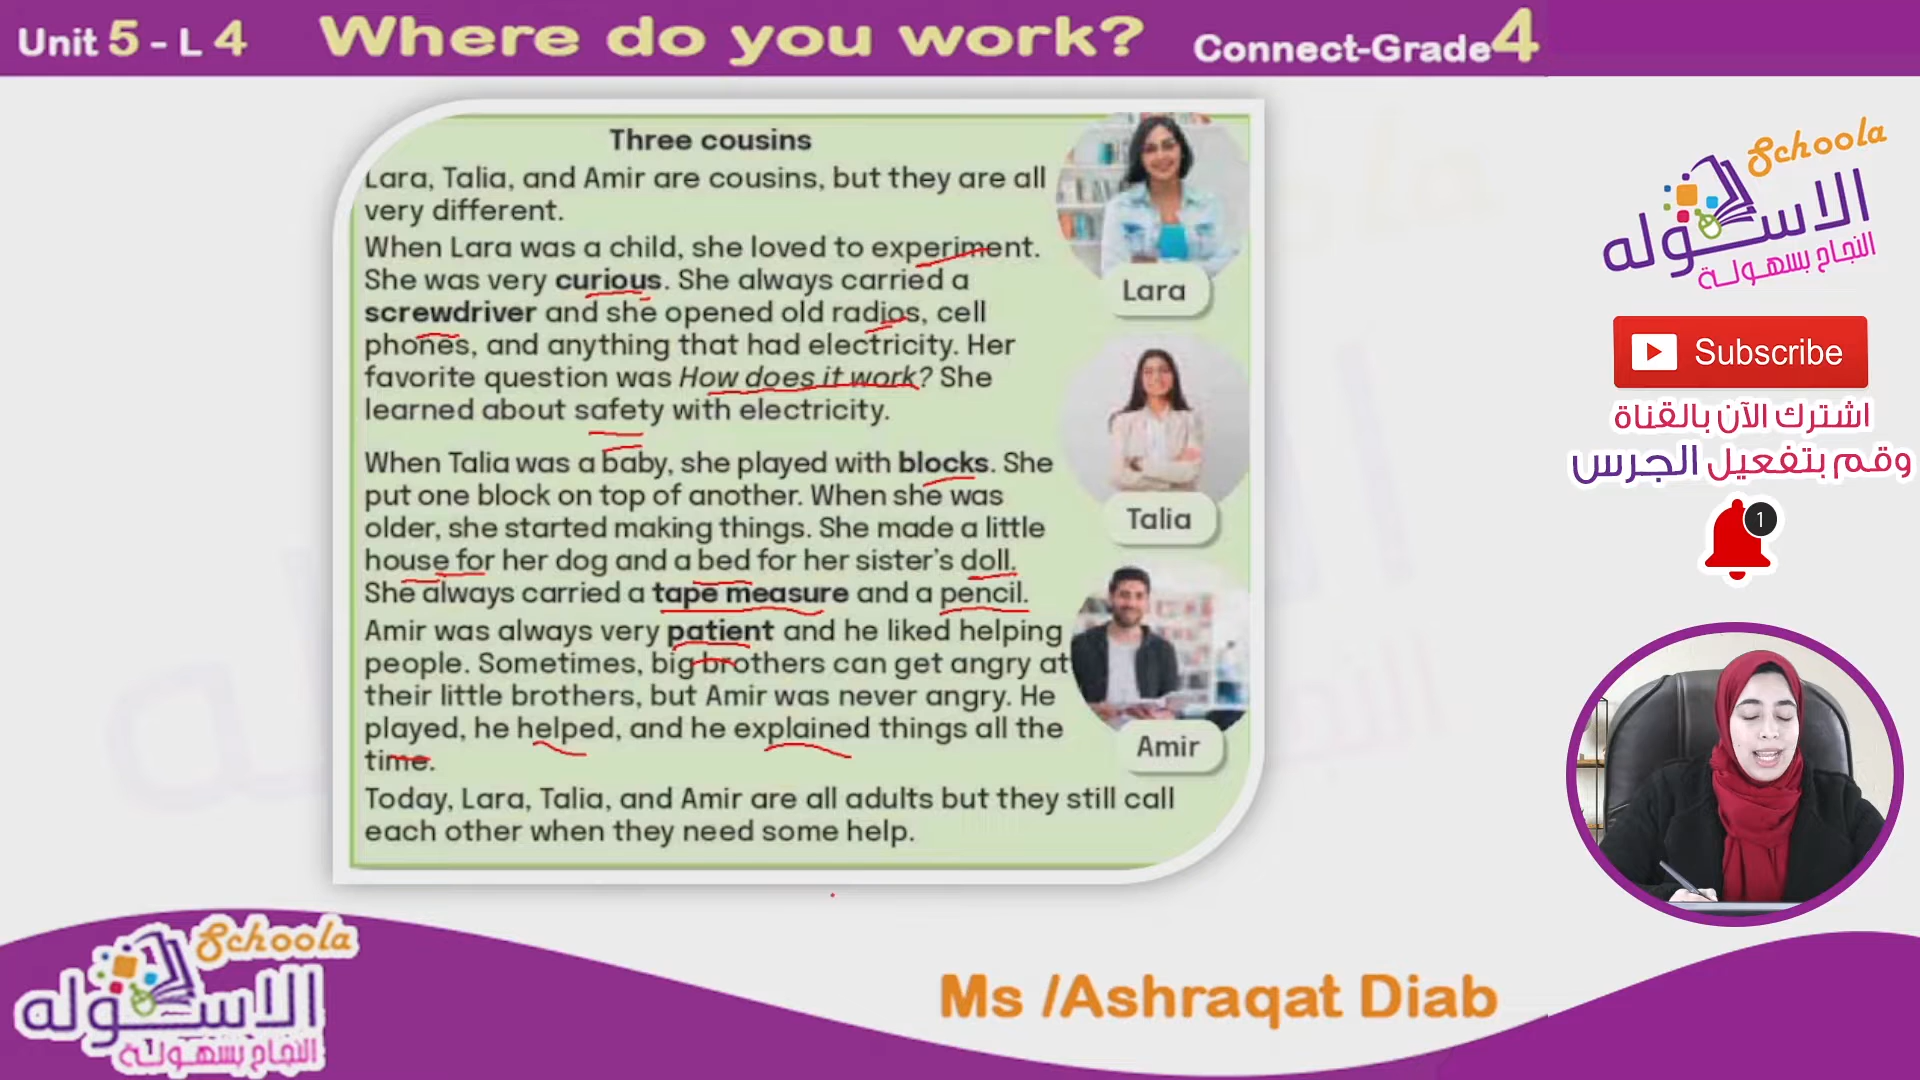 Unit 5 - L 4
Where do you work?
Connect-Grade4
Three cousins
Lara, Talia, and Amir are cousins, but they are all
very different.
When Lara was a child, she loved to experiment.
She was very curious. She always carried a
screwdriver and she opened old radios, cell
phones, and anything that had electricity. Her
favorite question was How does it work? She
learned about safety with electricity.
When Talia was a baby, she played with blocks. She
put one block on top of another. When she was
older, she started making things. She made a little
house for her dog and a bed for her sister's doll.
She always carried a tape measure and a pencil.
Amir was always very patient and he liked helping
people. Sometimes, big brothers can get angry at
their little brothers, but Amir was never angry. He
played, he helped, and he explained things all the
time.
Today, Lara, Talia, and Amir are all adults but they still call
each other when they need some help.
Lara
Talia
Amir
Schoola
الاسكوله
النجاح بسهولة
Subscribe
اشترك الآن بالقناة
وقم بتفعيل الجرس
1
Schoola
الاسكوله
النجاح بسهولة
Ms /Ashraqat Diab